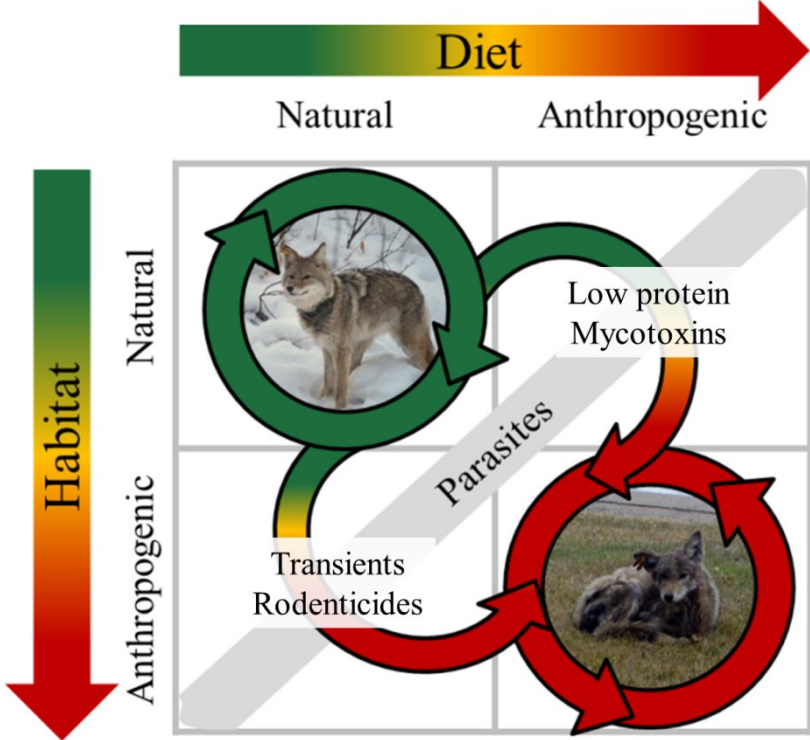 Diet
Natural
Anthropogenic
Habitat
Natural
Anthropogenic
Low protein
Mycotoxins
Parasites
Transients
Rodenticides